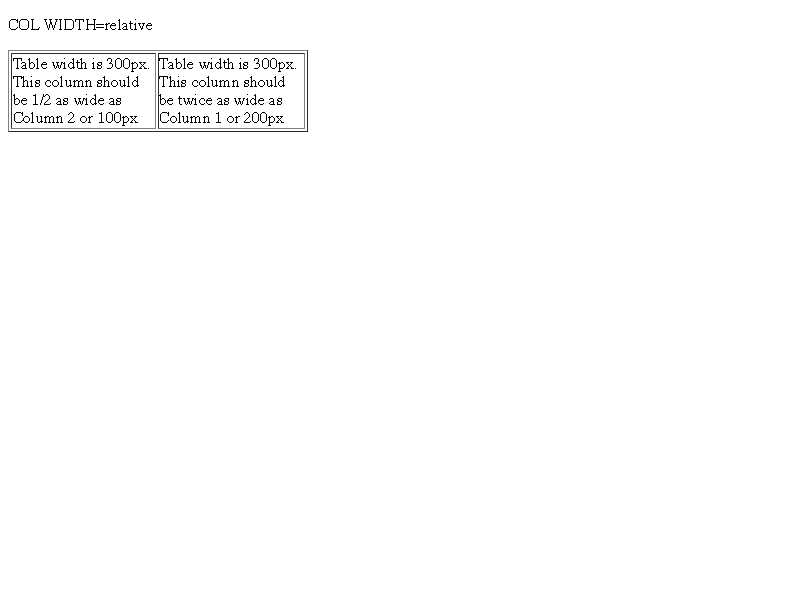 COL WIDTH=relative
Table width is 300px.
This column should
be 1/2 as wide as
Column 2 or 100px
Table width is 300px.
This column should
be twice as wide as
Column 1 or 200px